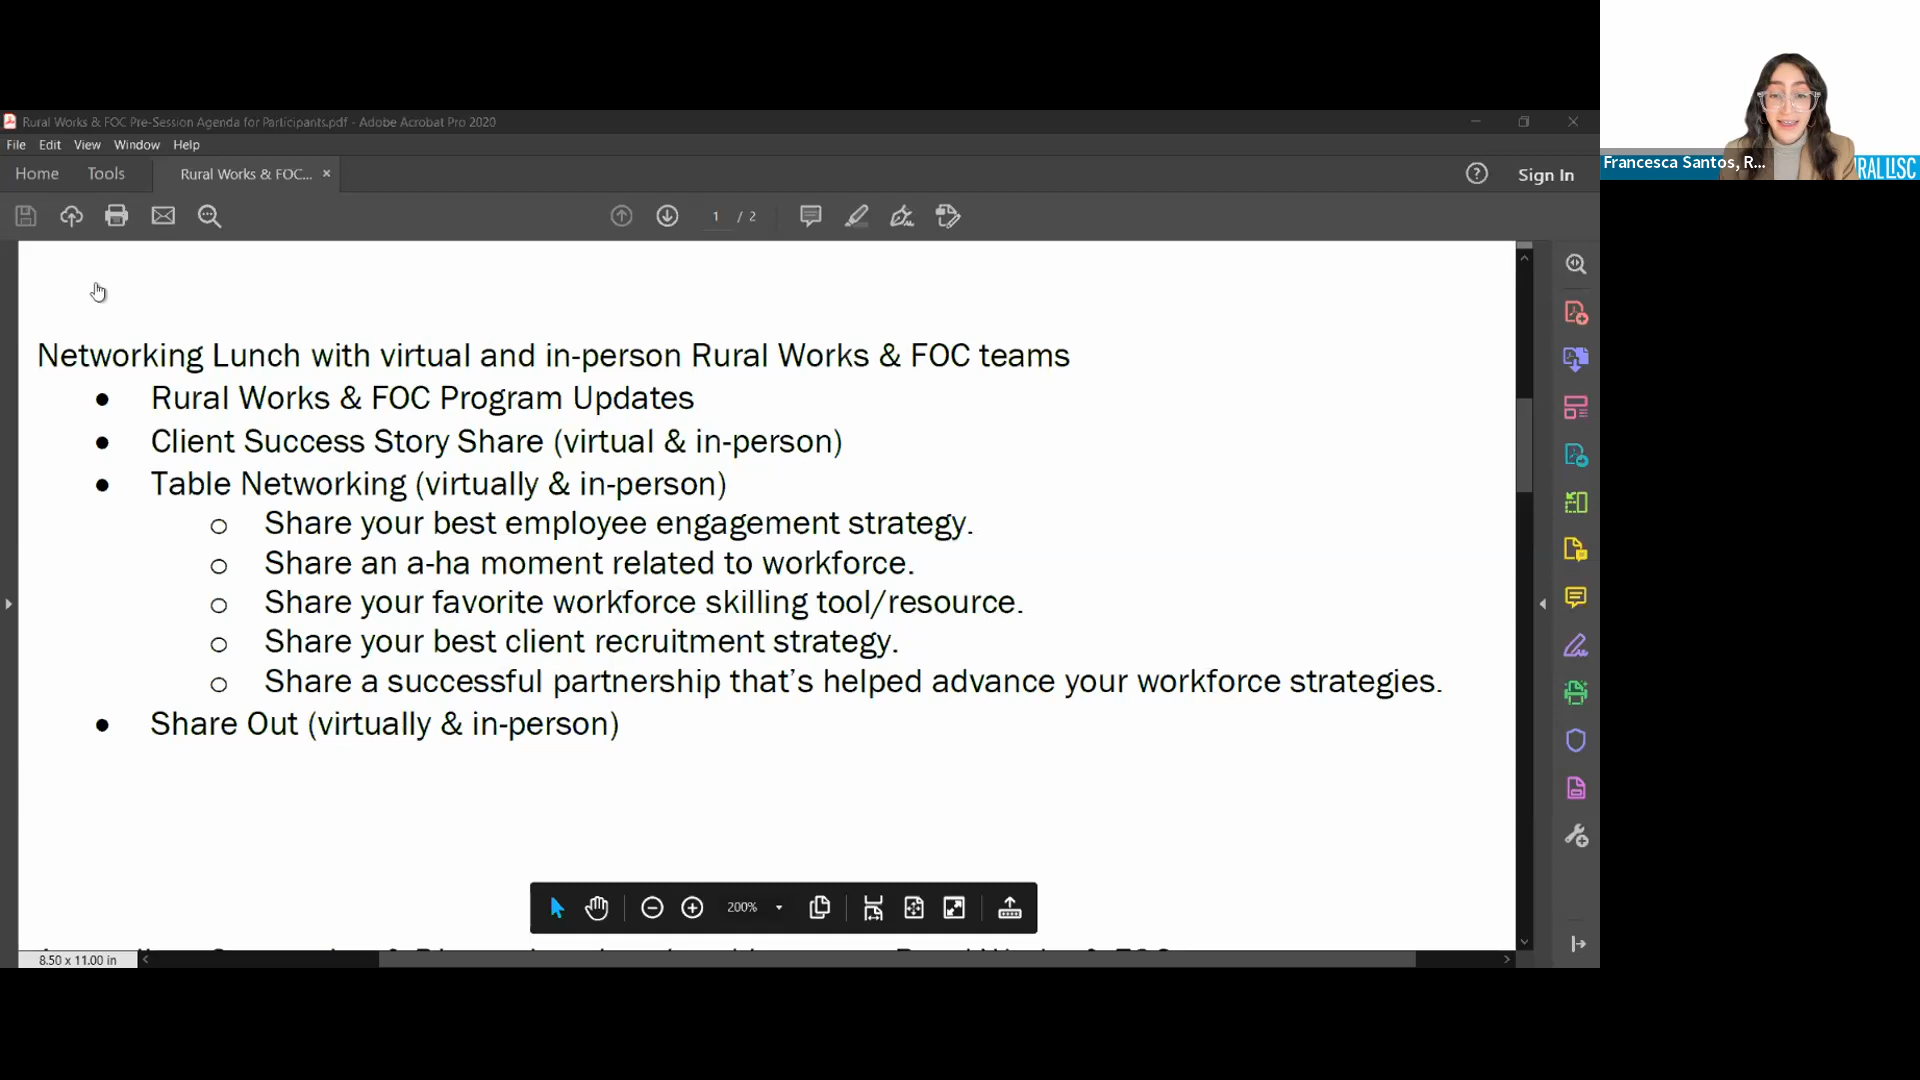 Rural Works & FOC Pre-Session Agenda for Participants.pdf - Adobe Acrobat Pro 2020
File Edit View Window Help
Home Tools Rural Works & FOC... × Sign In
1 / 2
Francesca Santos, R...
RAL LISC
Networking Lunch with virtual and in-person Rural Works & FOC teams
• Rural Works & FOC Program Updates
• Client Success Story Share (virtual & in-person)
• Table Networking (virtually & in-person)
o Share your best employee engagement strategy.
o Share an a-ha moment related to workforce.
o Share your favorite workforce skilling tool/resource.
o Share your best client recruitment strategy.
o Share a successful partnership that’s helped advance your workforce strategies.
• Share Out (virtually & in-person)
200%
8.50 x 11.00 in